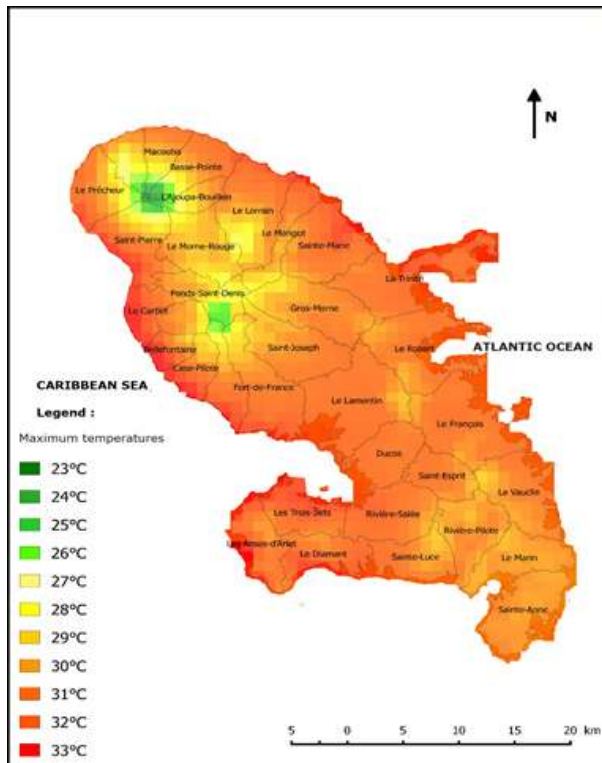 N
Macouba
Basse-Pointe
Le Prêcheur
L'Ajoupa-Bouillon
Le Lorrain
Le Marigot
Saint-Pierre
Le Morne-Rouge
Sainte-Marie
La Trinité
Fonds-Saint-Denis
Le Carbet
Gros-Morne
Bellefontaine
Saint-Joseph
Le Robert
ATLANTIC OCEAN
Case-Pilote
CARIBBEAN SEA
Fort-de-France
Le Lamentin
Legend :
Le François
Maximum temperatures
Ducos
23°C
Saint-Esprit
24°C
Le Vauclin
25°C
Les Trois-Ilets
Rivière-Salée
Rivière-Pilote
26°C
Les Anses-d'Arlet
Le Diamant
Sainte-Luce
Le Marin
27°C
28°C
Sainte-Anne
29°C
30°C
31°C
32°C
5 0 5 10 15 20 km
33°C